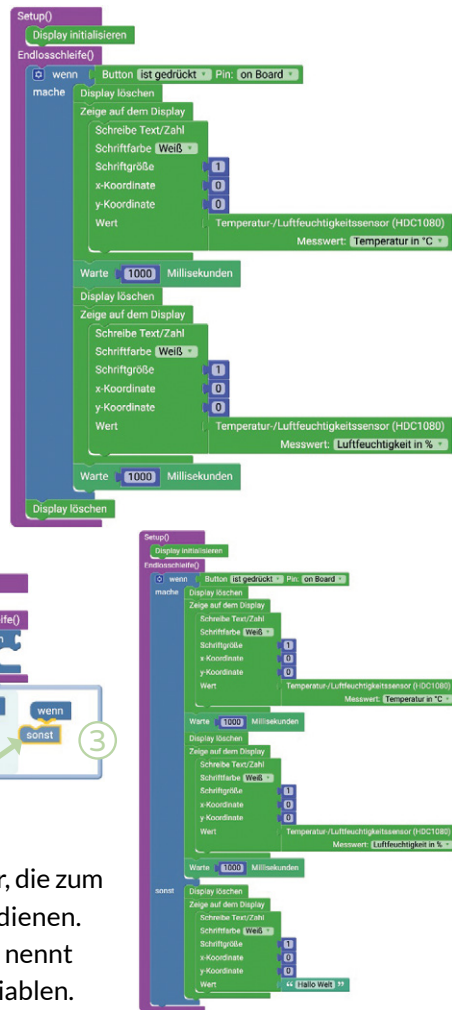 Setup()
Display initialisieren
Endlosschleife()
wenn Button ist gedrückt Pin: on Board
mache Display löschen
Zeige auf dem Display
Schreibe Text/Zahl
Schriftfarbe Weiß
Schriftgröße 1
x-Koordinate 0
y-Koordinate 0
Wert Temperatur-/Luftfeuchtigkeitssensor (HDC1080)
Messwert: Temperatur in °C
Warte 1000 Millisekunden
Display löschen
Zeige auf dem Display
Schreibe Text/Zahl
Schriftfarbe Weiß
Schriftgröße 1
x-Koordinate 0
y-Koordinate 0
Wert Temperatur-/Luftfeuchtigkeitssensor (HDC1080)
Messwert: Luftfeuchtigkeit in %
Warte 1000 Millisekunden
Display löschen
ife()
wenn
sonst
3
r, die zum
dienen.
nennt
iablen.
Setup()
Display initialisieren
Endlosschleife()
wenn Button ist gedrückt Pin: on Board
mache Display löschen
Zeige auf dem Display
Schreibe Text/Zahl
Schriftfarbe Weiß
Schriftgröße 1
x-Koordinate 0
y-Koordinate 0
Wert Temperatur-/Luftfeuchtigkeitssensor (HDC1080)
Messwert: Temperatur in °C
Warte 1000 Millisekunden
Display löschen
Zeige auf dem Display
Schreibe Text/Zahl
Schriftfarbe Weiß
Schriftgröße 1
x-Koordinate 0
y-Koordinate 0
Wert Temperatur-/Luftfeuchtigkeitssensor (HDC1080)
Messwert: Luftfeuchtigkeit in %
Warte 1000 Millisekunden
sonst Display löschen
Zeige auf dem Display
Schreibe Text/Zahl
Schriftfarbe Weiß
Schriftgröße 1
x-Koordinate 0
y-Koordinate 0
Wert “ Hallo Welt ”